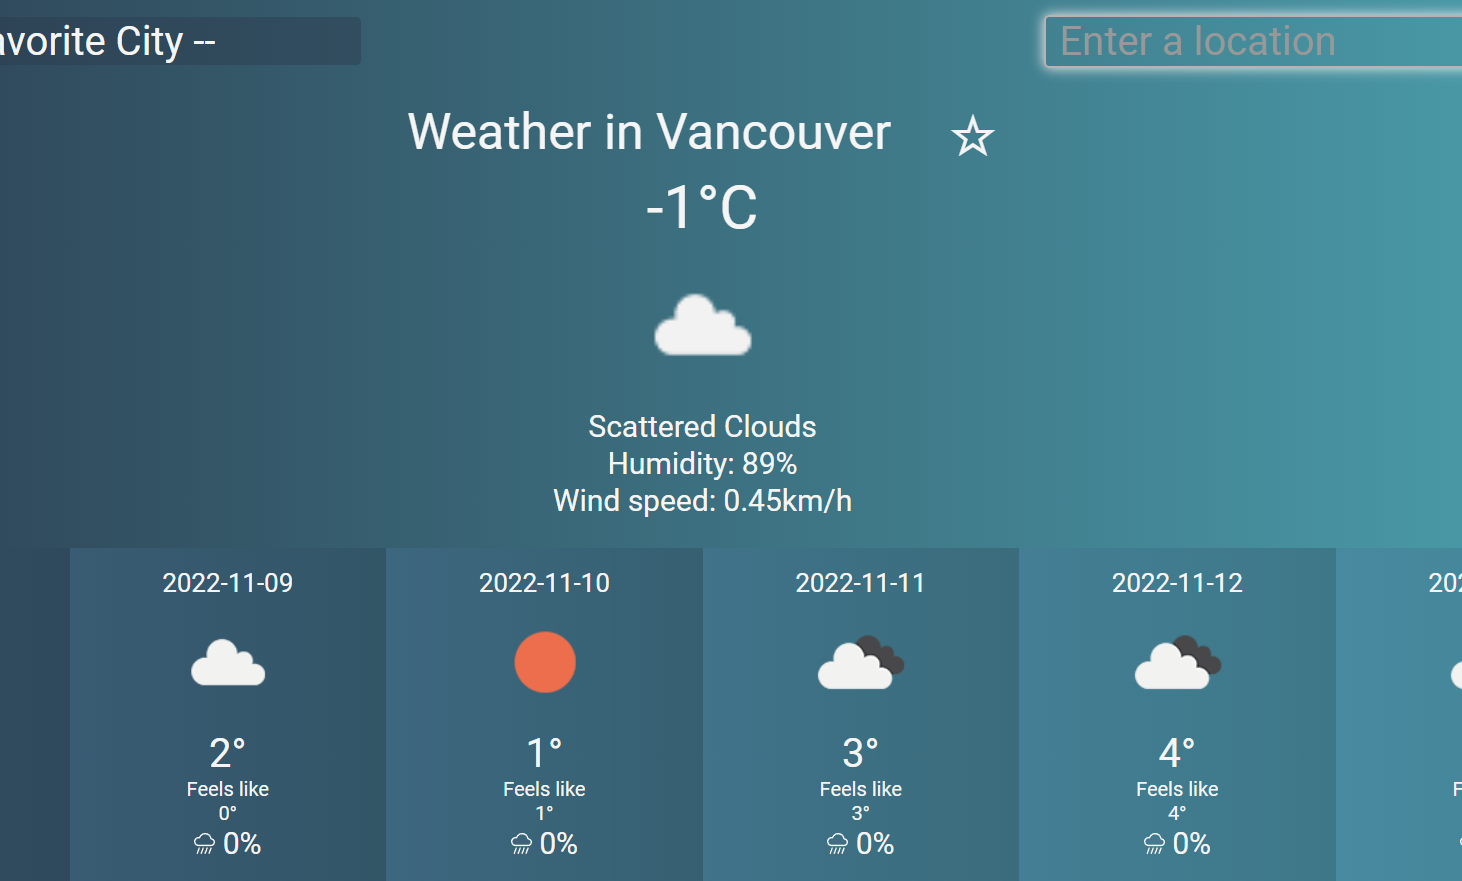 avorite City --
Enter a location
Weather in Vancouver
-1°C
Scattered Clouds
Humidity: 89%
Wind speed: 0.45km/h
2022-11-09
2°
Feels like
0°
0%
2022-11-10
1°
Feels like
1°
0%
2022-11-11
3°
Feels like
3°
0%
2022-11-12
4°
Feels like
4°
0%
202
F